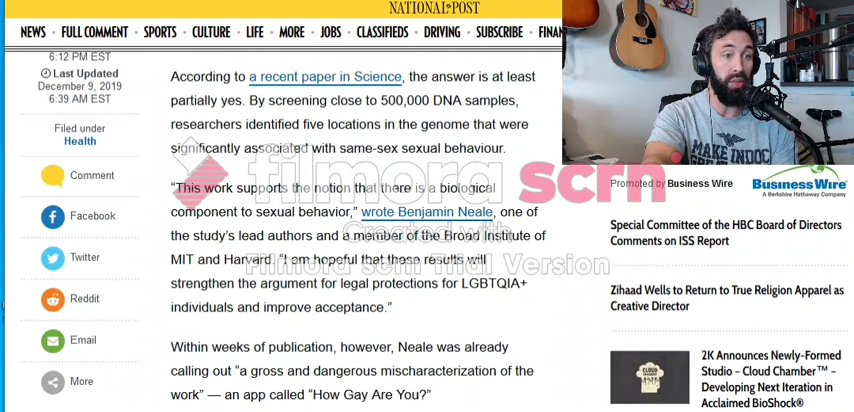 NATIONAL POST
NEWS • FULL COMMENT • SPORTS • CULTURE • LIFE • MORE • JOBS • CLASSIFIEDS • DRIVING • SUBSCRIBE • FINAN
6:12 PM EST
Last Updated
December 9, 2019
6:39 AM EST
Filed under
Health
Comment
Facebook
Twitter
Reddit
Email
More
According to a recent paper in Science, the answer is at least
partially yes. By screening close to 500,000 DNA samples,
researchers identified five locations in the genome that were
significantly associated with same-sex sexual behaviour.
“This work supports the notion that there is a biological
component to sexual behavior,” wrote Benjamin Neale, one of
the study’s lead authors and a member of the Broad Institute of
MIT and Harvard. “I am hopeful that these results will
strengthen the argument for legal protections for LGBTQIA+
individuals and improve acceptance.”
Within weeks of publication, however, Neale was already
calling out “a gross and dangerous mischaracterization of the
work” — an app called “How Gay Are You?”
filmora scrn
Created with
Filmora scrn Trial Version
MAKE INDOC
Promoted by Business Wire
BusinessWire
A Berkshire Hathaway Company
Special Committee of the HBC Board of Directors
Comments on ISS Report
Zihaad Wells to Return to True Religion Apparel as
Creative Director
CLOUD
CHAMBER
2K Announces Newly-Formed
Studio – Cloud Chamber™ –
Developing Next Iteration in
Acclaimed BioShock®